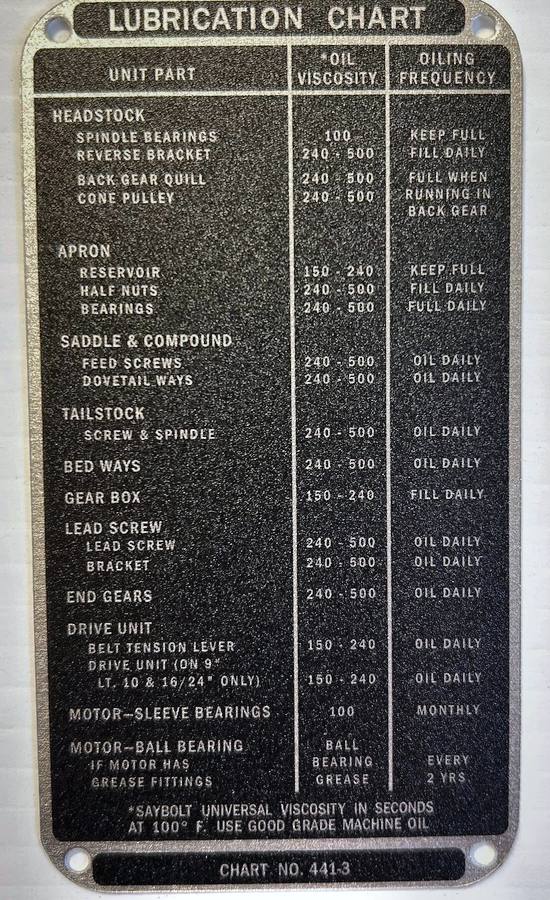 LUBRICATION CHART
UNIT PART *OIL VISCOSITY OILING FREQUENCY
HEADSTOCK
SPINDLE BEARINGS 100 KEEP FULL
REVERSE BRACKET 240 - 500 FILL DAILY
BACK GEAR QUILL 240 - 500 FULL WHEN
CONE PULLEY 240 - 500 RUNNING IN
BACK GEAR
APRON
RESERVOIR 150 - 240 KEEP FULL
HALF NUTS 240 - 500 FILL DAILY
BEARINGS 240 - 500 FULL DAILY
SADDLE & COMPOUND
FEED SCREWS 240 - 500 OIL DAILY
DOVETAIL WAYS 240 - 500 OIL DAILY
TAILSTOCK
SCREW & SPINDLE 240 - 500 OIL DAILY
BED WAYS 240 - 500 OIL DAILY
GEAR BOX 150 - 240 FILL DAILY
LEAD SCREW
LEAD SCREW 240 - 500 OIL DAILY
BRACKET 240 - 500 OIL DAILY
END GEARS 240 - 500 OIL DAILY
DRIVE UNIT
BELT TENSION LEVER 150 - 240 OIL DAILY
DRIVE UNIT (ON 9"
LT. 10 & 16/24" ONLY) 150 - 240 OIL DAILY
MOTOR-SLEEVE BEARINGS 100 MONTHLY
MOTOR-BALL BEARING BALL
IF MOTOR HAS BEARING EVERY
GREASE FITTINGS GREASE 2 YRS
*SAYBOLT UNIVERSAL VISCOSITY IN SECONDS
AT 100° F. USE GOOD GRADE MACHINE OIL
CHART NO. 441-3